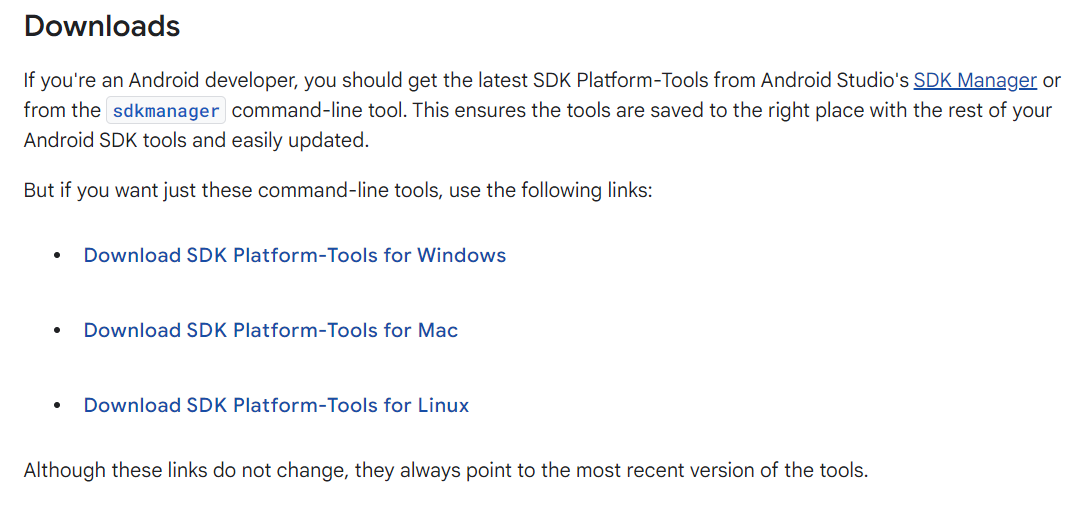 Downloads
If you're an Android developer, you should get the latest SDK Platform-Tools from Android Studio's SDK Manager or
from the sdkmanager command-line tool. This ensures the tools are saved to the right place with the rest of your
Android SDK tools and easily updated.
But if you want just these command-line tools, use the following links:
• Download SDK Platform-Tools for Windows
• Download SDK Platform-Tools for Mac
• Download SDK Platform-Tools for Linux
Although these links do not change, they always point to the most recent version of the tools.